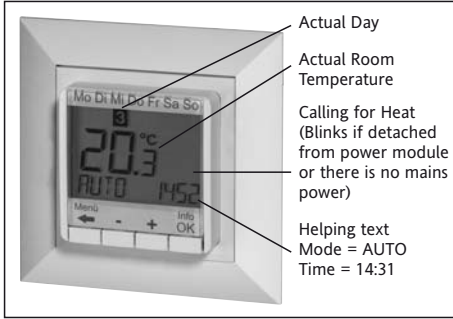 Actual Day
Actual Room
Temperature
Calling for Heat
(Blinks if detached
from power module
or there is no mains
power)
Helping text
Mode = AUTO
Time = 14:31
Mo Di Mi Do Fr Sa So
3
20.3 °C
AUTO 1452
Menü Info
← - + OK